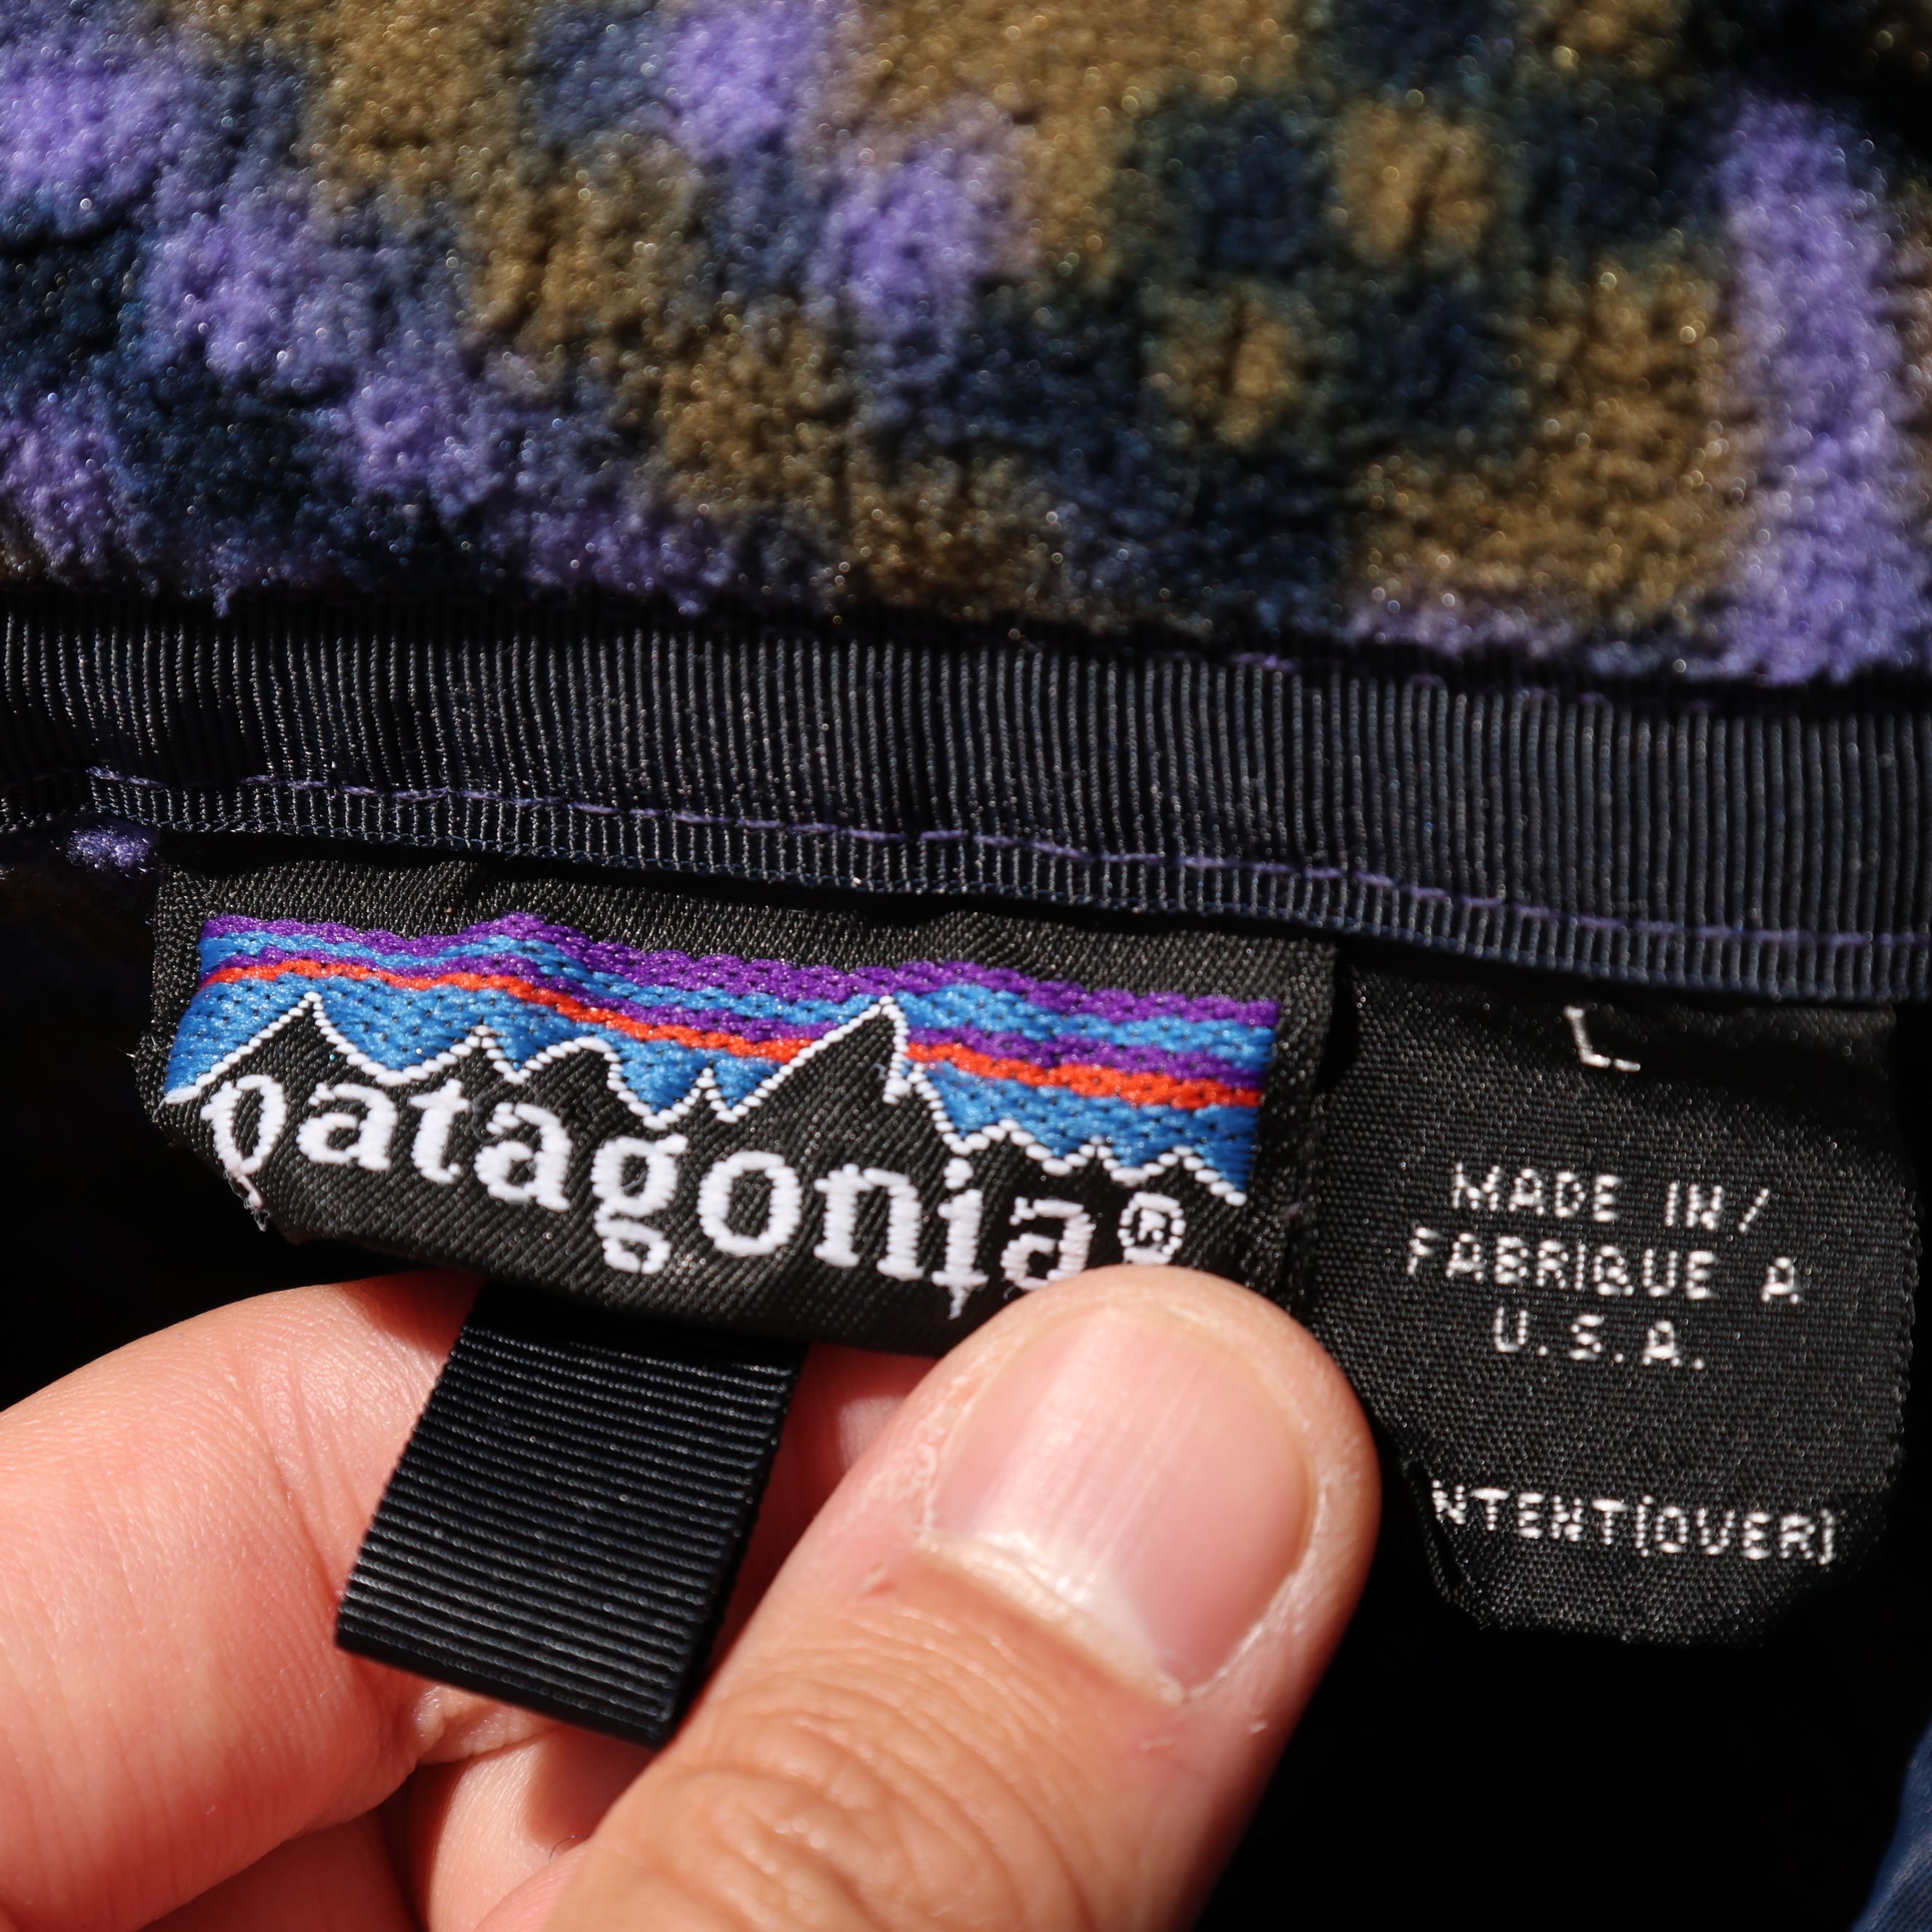 patagonia®
L
MADE IN/
FABRIQUE A
U.S.A.
NTENT(OVER)